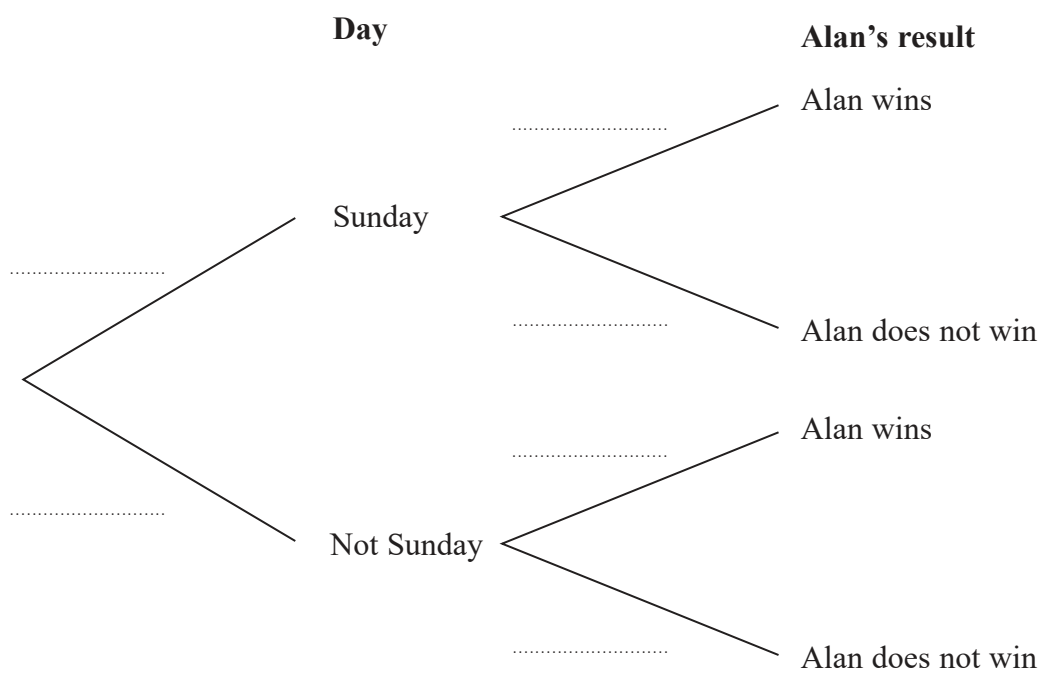 Day
Alan’s result
Alan wins
Sunday
Alan does not win
Alan wins
Not Sunday
Alan does not win